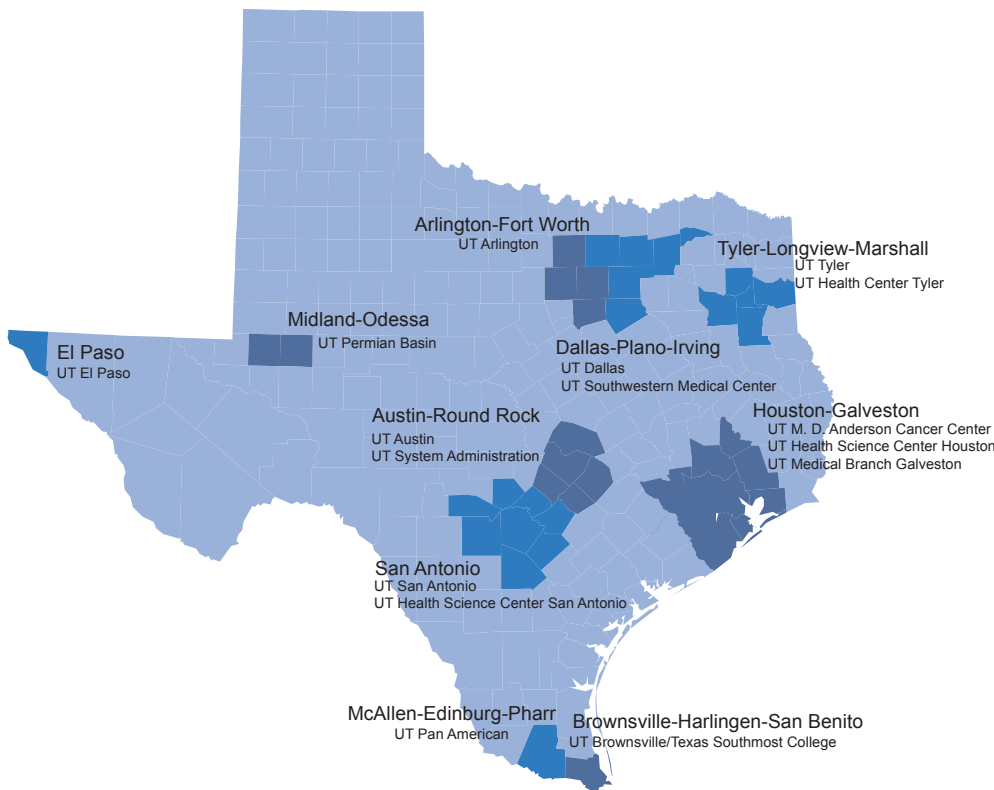 Arlington-Fort Worth
UT Arlington
Tyler-Longview-Marshall
UT Tyler
UT Health Center Tyler
Midland-Odessa
UT Permian Basin
El Paso
UT El Paso
Dallas-Plano-Irving
UT Dallas
UT Southwestern Medical Center
Austin-Round Rock
UT Austin
UT System Administration
Houston-Galveston
UT M. D. Anderson Cancer Center
UT Health Science Center Houston
UT Medical Branch Galveston
San Antonio
UT San Antonio
UT Health Science Center San Antonio
McAllen-Edinburg-Pharr
UT Pan American
Brownsville-Harlingen-San Benito
UT Brownsville/Texas Southmost College